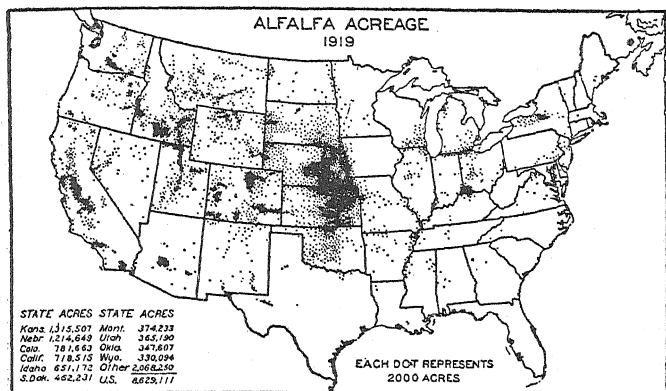 ALFALFA ACREAGE
1919
STATE ACRES STATE ACRES
Kans. 1,315,507 Mont. 374,233
Nebr. 1,214,649 Utah 365,190
Colo. 781,663 Okla. 347,607
Calif. 718,515 Wyo. 330,094
Idaho 651,172 Other 2,068,250
S.Dak. 462,231 U.S. 8,629,111
EACH DOT REPRESENTS
2000 ACRES